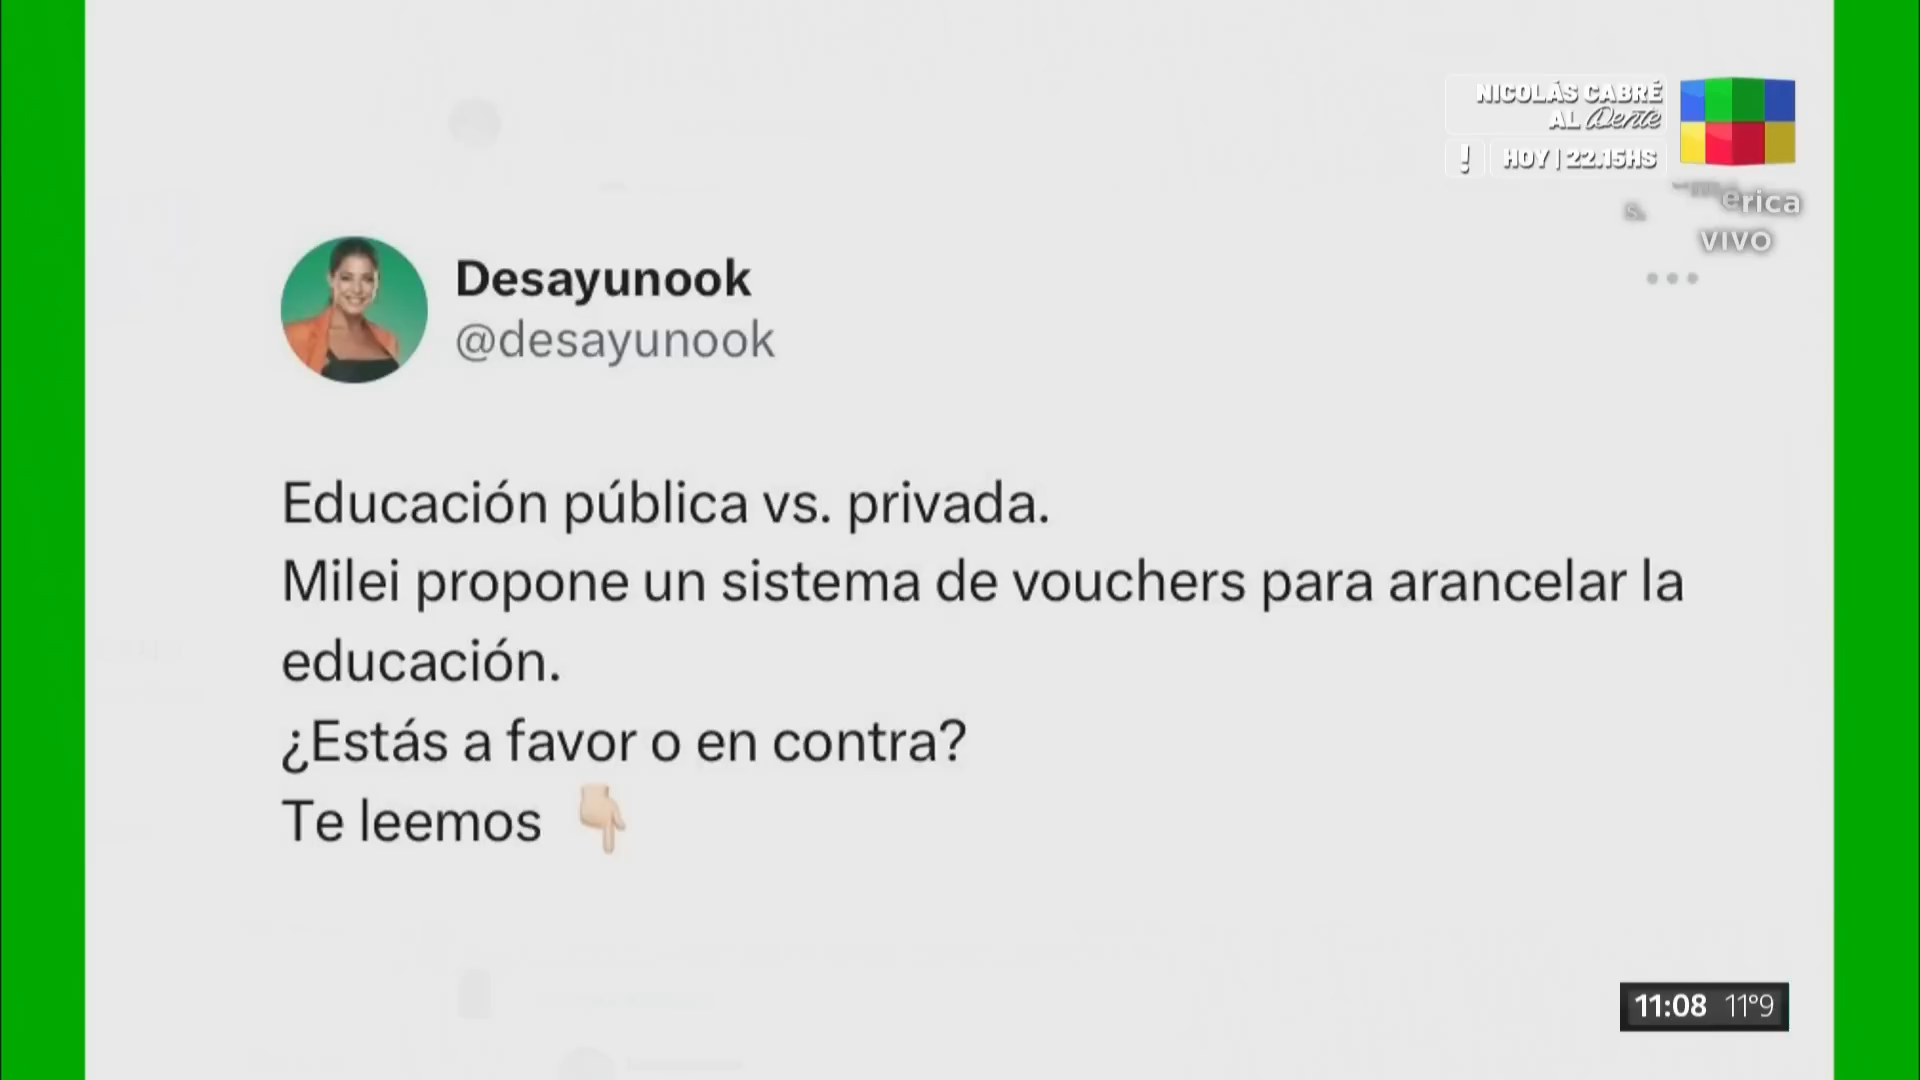 NICOLÁS CABRÉ
AL Dente
! HOY | 22.15HS
VIVO
Desayunook
@desayunook
Educación pública vs. privada.
Milei propone un sistema de vouchers para arancelar la
educación.
¿Estás a favor o en contra?
Te leemos 👇🏻
11:08 11°9